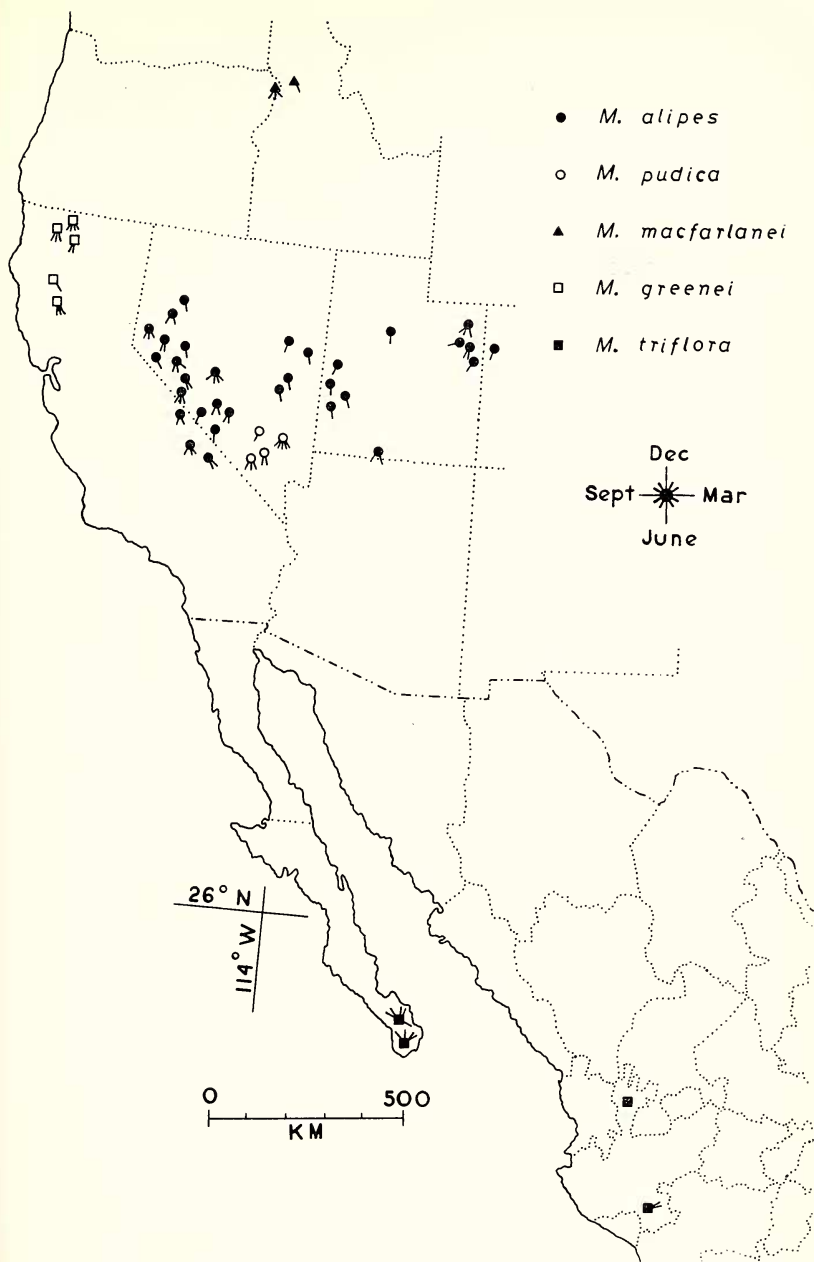 M. alipes
M. pudica
M. macfarlanei
M. greenei
M. triflora
Dec
Sept Mar
June
26° N
114° W
0 500
KM